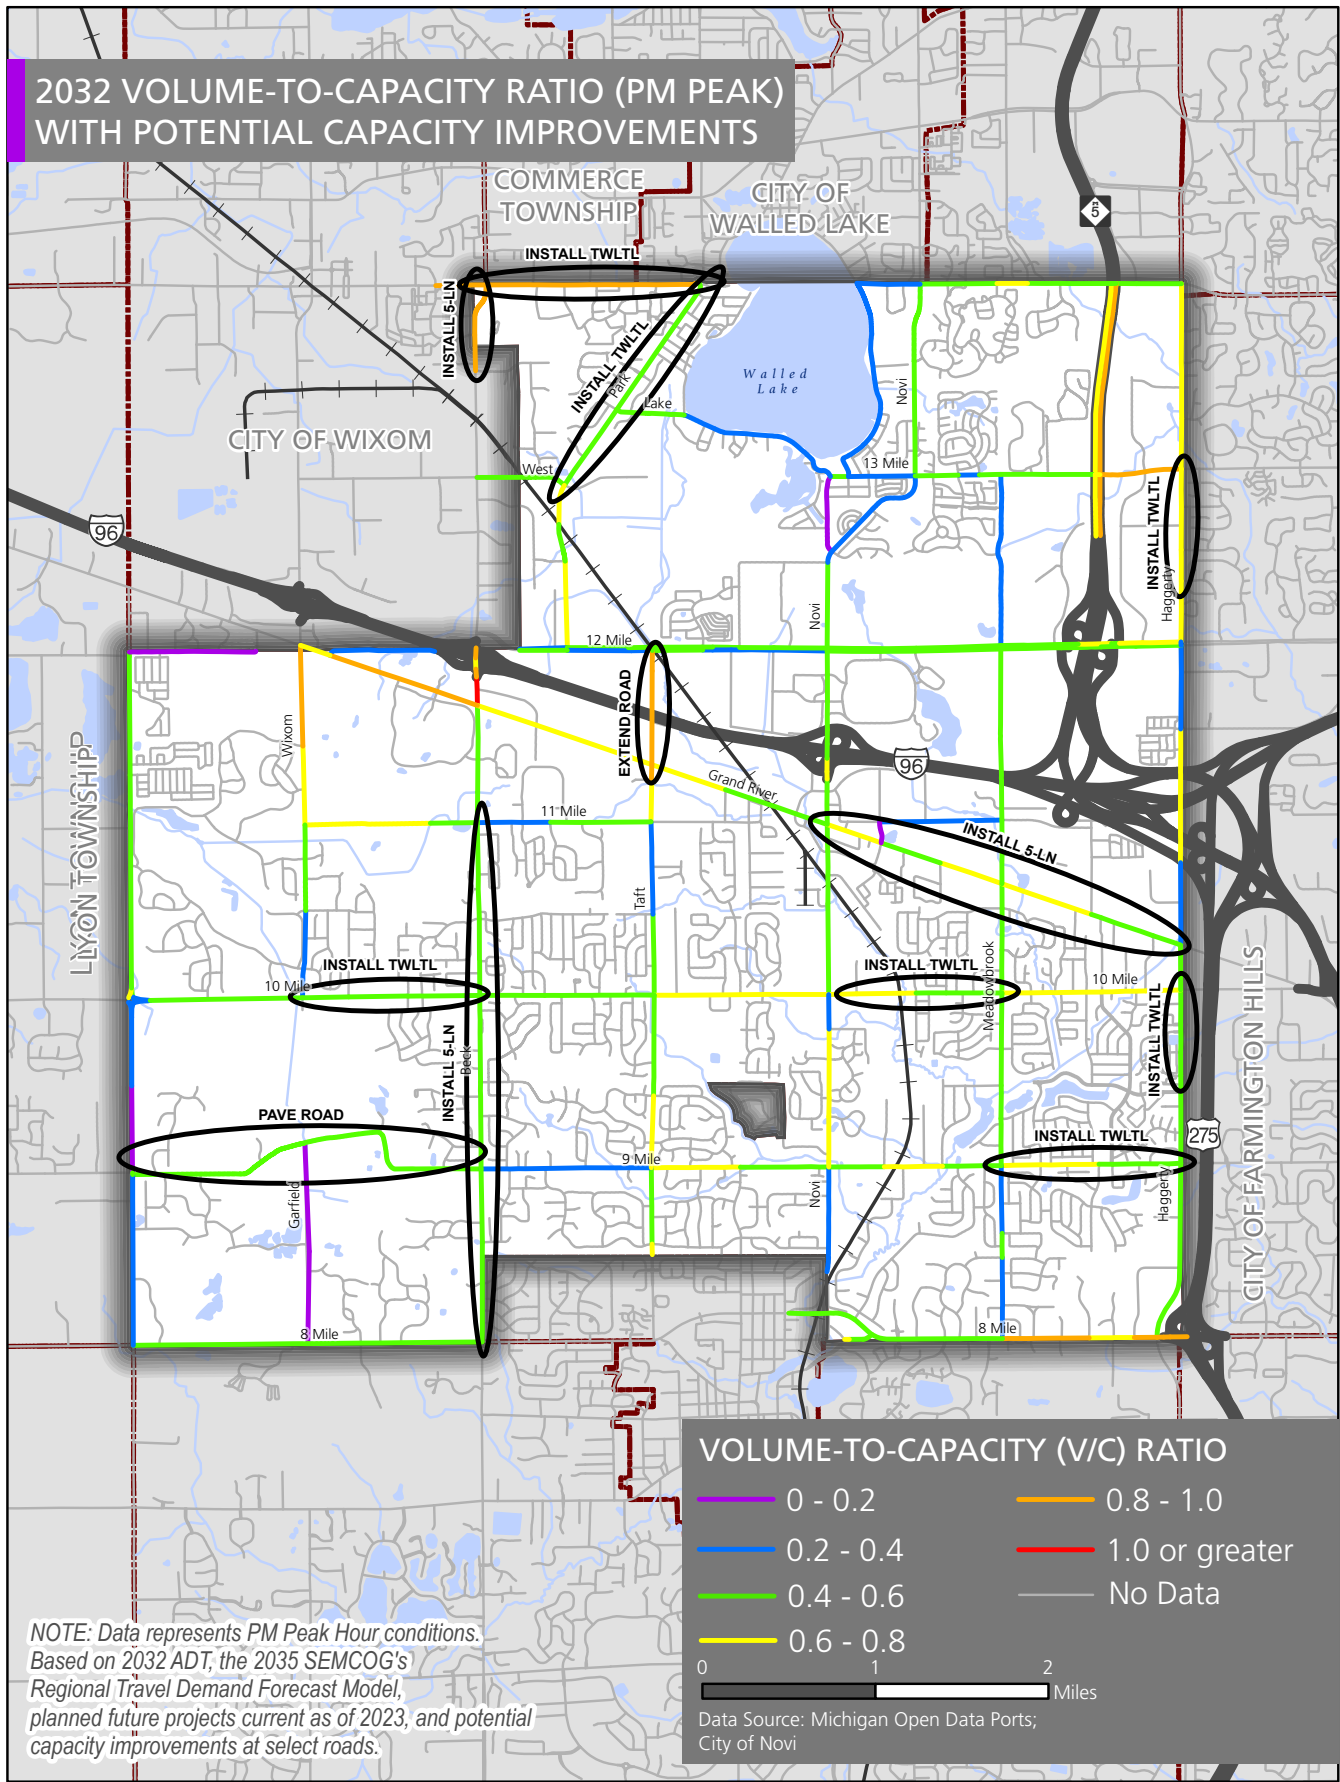 2032 VOLUME-TO-CAPACITY RATIO (PM PEAK)
WITH POTENTIAL CAPACITY IMPROVEMENTS
COMMERCE
TOWNSHIP
CITY OF
WALLED LAKE
M
5
INSTALL TWLTL
INSTALL 5-LN
INSTALL TWLTL
Park
Walled
Lake
Lake
Novi
CITY OF WIXOM
West
13 Mile
INSTALL TWLTL
Haggerty
96
12 Mile
Novi
EXTEND ROAD
Wixom
LYON TOWNSHIP
96
Grand River
11 Mile
INSTALL 5-LN
Taft
INSTALL TWLTL
10 Mile
INSTALL TWLTL
Meadowbrook
10 Mile
INSTALL TWLTL
INSTALL 5-LN
Beck
CITY OF FARMINGTON HILLS
PAVE ROAD
275
INSTALL TWLTL
9 Mile
Garfield
Novi
Haggerty
8 Mile
8 Mile
VOLUME-TO-CAPACITY (V/C) RATIO
0 - 0.2
0.8 - 1.0
0.2 - 0.4
1.0 or greater
0.4 - 0.6
No Data
0.6 - 0.8
0 1 2
Miles
Data Source: Michigan Open Data Ports;
City of Novi
NOTE: Data represents PM Peak Hour conditions.
Based on 2032 ADT, the 2035 SEMCOG's
Regional Travel Demand Forecast Model,
planned future projects current as of 2023, and potential
capacity improvements at select roads.